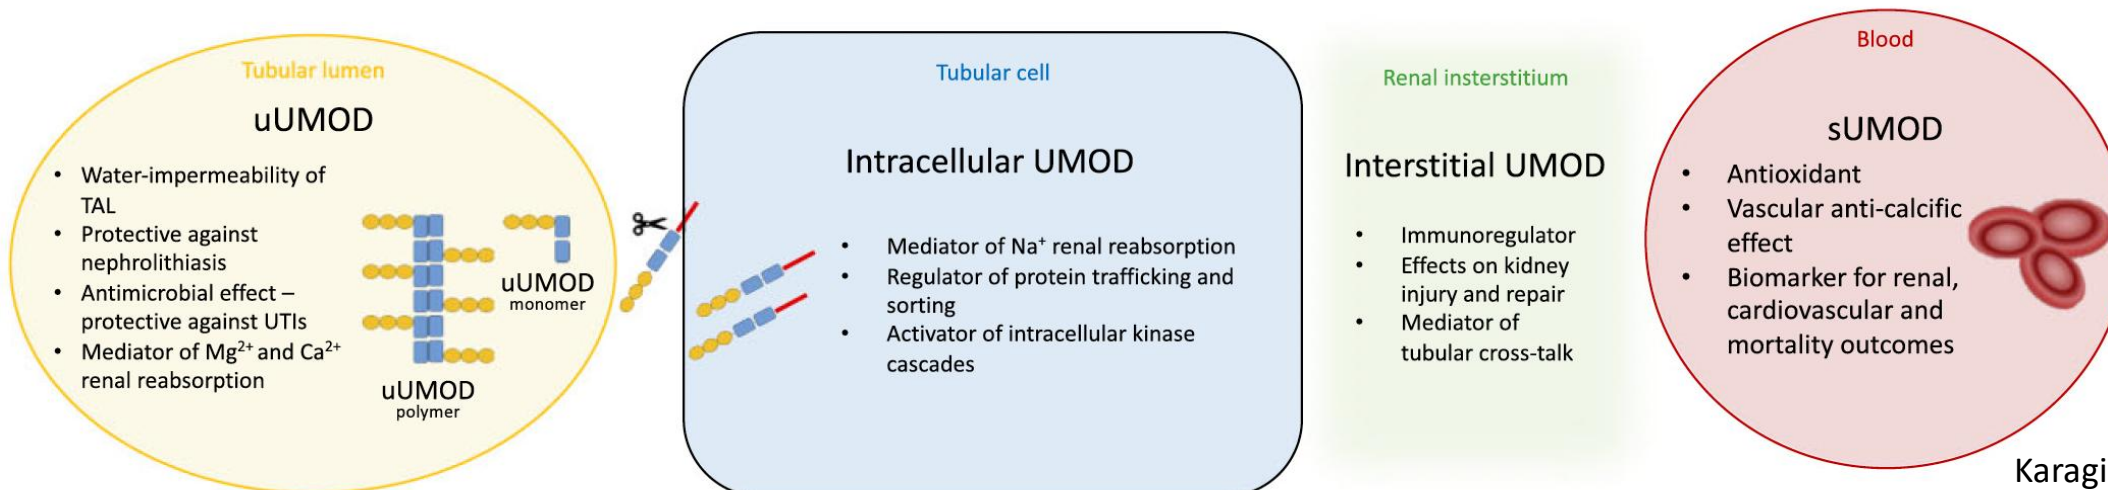 Tubular lumen
uUMOD
• Water-impermeability of
TAL
• Protective against
nephrolithiasis
• Antimicrobial effect –
protective against UTIs
• Mediator of Mg²⁺ and Ca²⁺
renal reabsorption
uUMOD
polymer
uUMOD
monomer
Tubular cell
Intracellular UMOD
• Mediator of Na⁺ renal reabsorption
• Regulator of protein trafficking and
sorting
• Activator of intracellular kinase
cascades
Renal insterstitium
Interstitial UMOD
• Immunoregulator
• Effects on kidney
injury and repair
• Mediator of
tubular cross-talk
Blood
sUMOD
• Antioxidant
• Vascular anti-calcific
effect
• Biomarker for renal,
cardiovascular and
mortality outcomes
Karagi